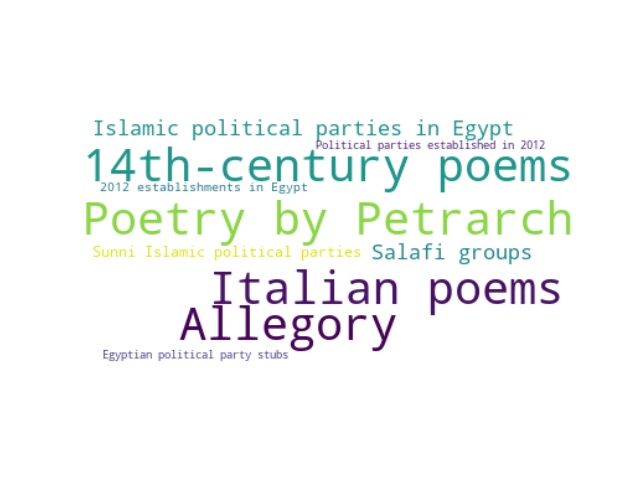 Islamic political parties in Egypt
Political parties established in 2012
14th-century poems
2012 establishments in Egypt
Poetry by Petrarch
Sunni Islamic political parties
Salafi groups
Italian poems
Allegory
Egyptian political party stubs